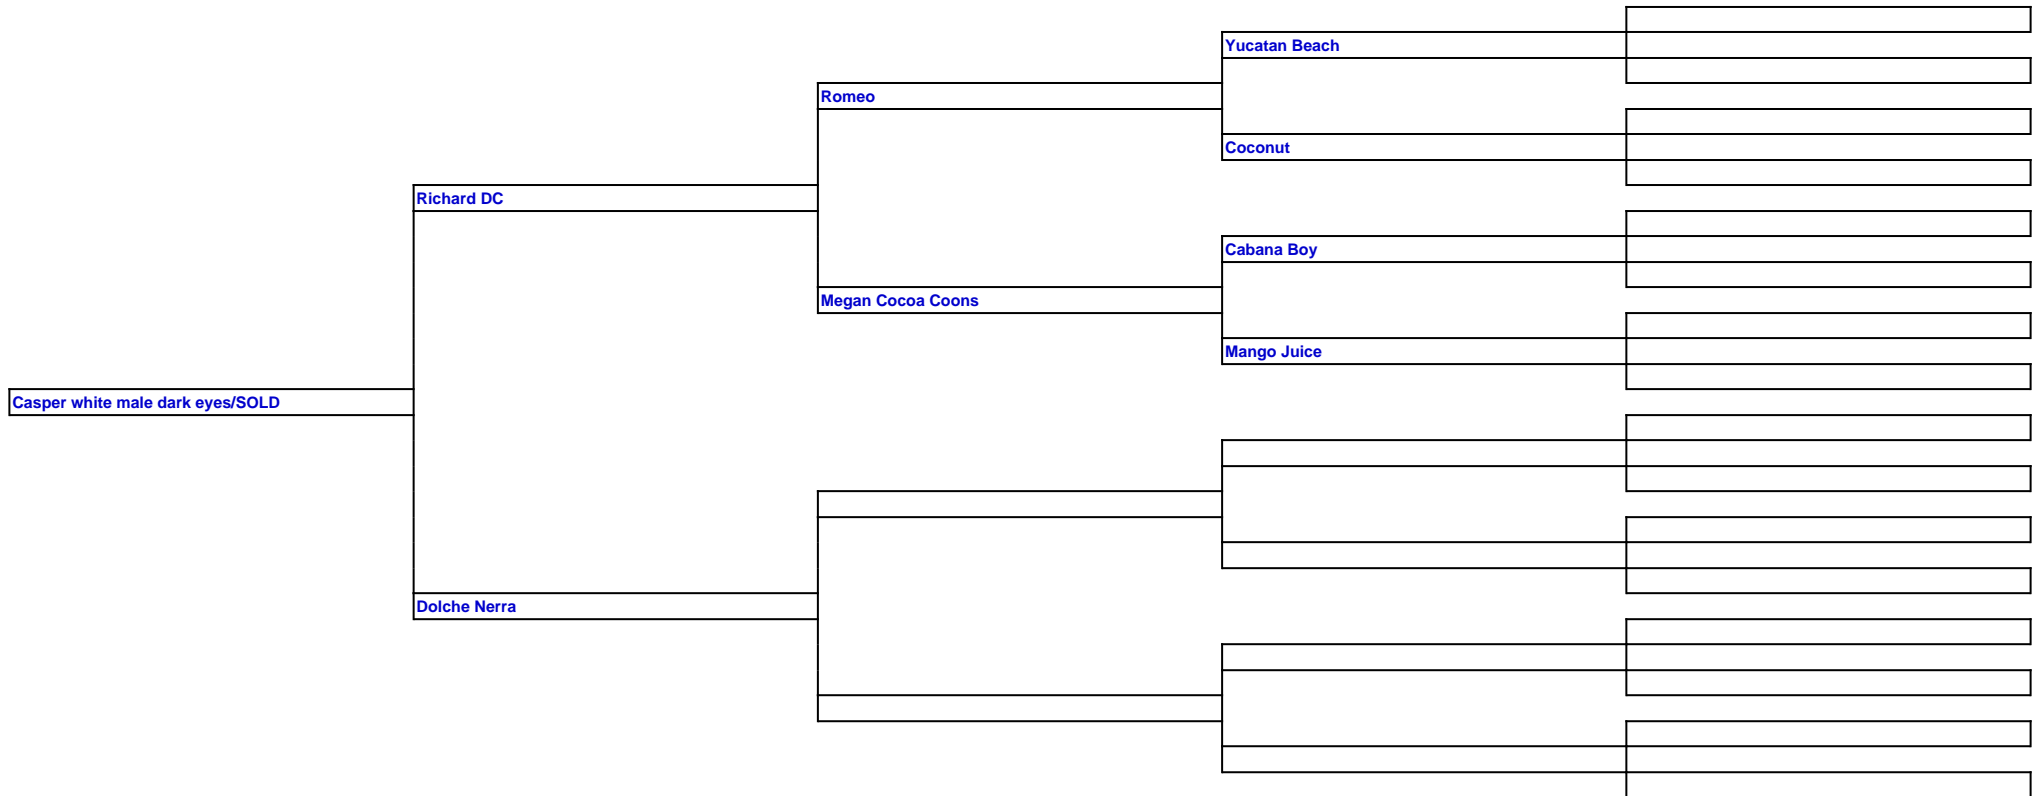 Yucatan Beach
Romeo
Coconut
Richard DC
Cabana Boy
Megan Cocoa Coons
Mango Juice
Casper white male dark eyes/SOLD
Dolche Nerra